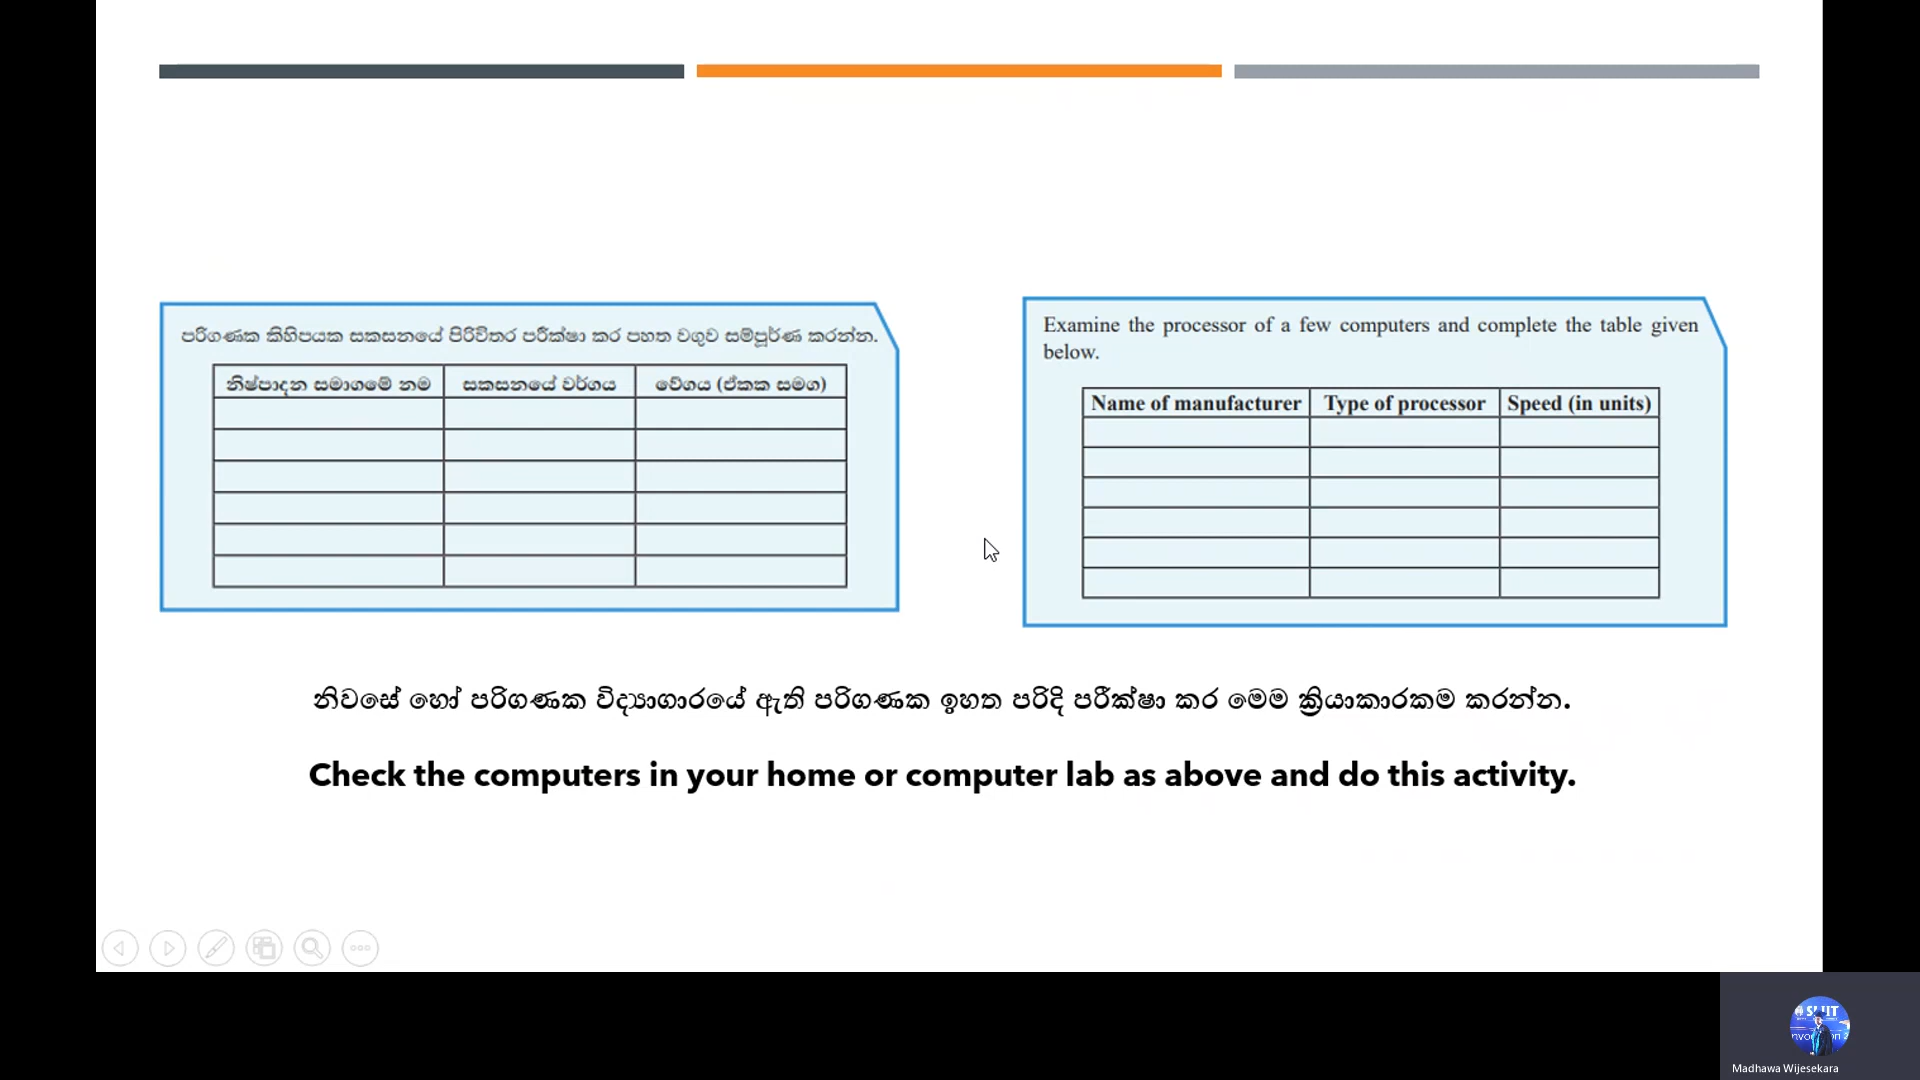 පරිගණක කිහිපයක සකසනයේ පිරිවිතර පරීක්ෂා කර පහත වගුව සම්පූර්ණ කරන්න.
නිෂ්පාදන සමාගමේ නම සකසනයේ වර්ගය වේගය (ඒකක සමග)
Examine the processor of a few computers and complete the table given
below.
Name of manufacturer Type of processor Speed (in units)
නිවසේ හෝ පරිගණක විද්‍යාගාරයේ ඇති පරිගණක ඉහත පරිදි පරීක්ෂා කර මෙම ක්‍රියාකාරකම කරන්න.
Check the computers in your home or computer lab as above and do this activity.
Madhawa Wijesekara